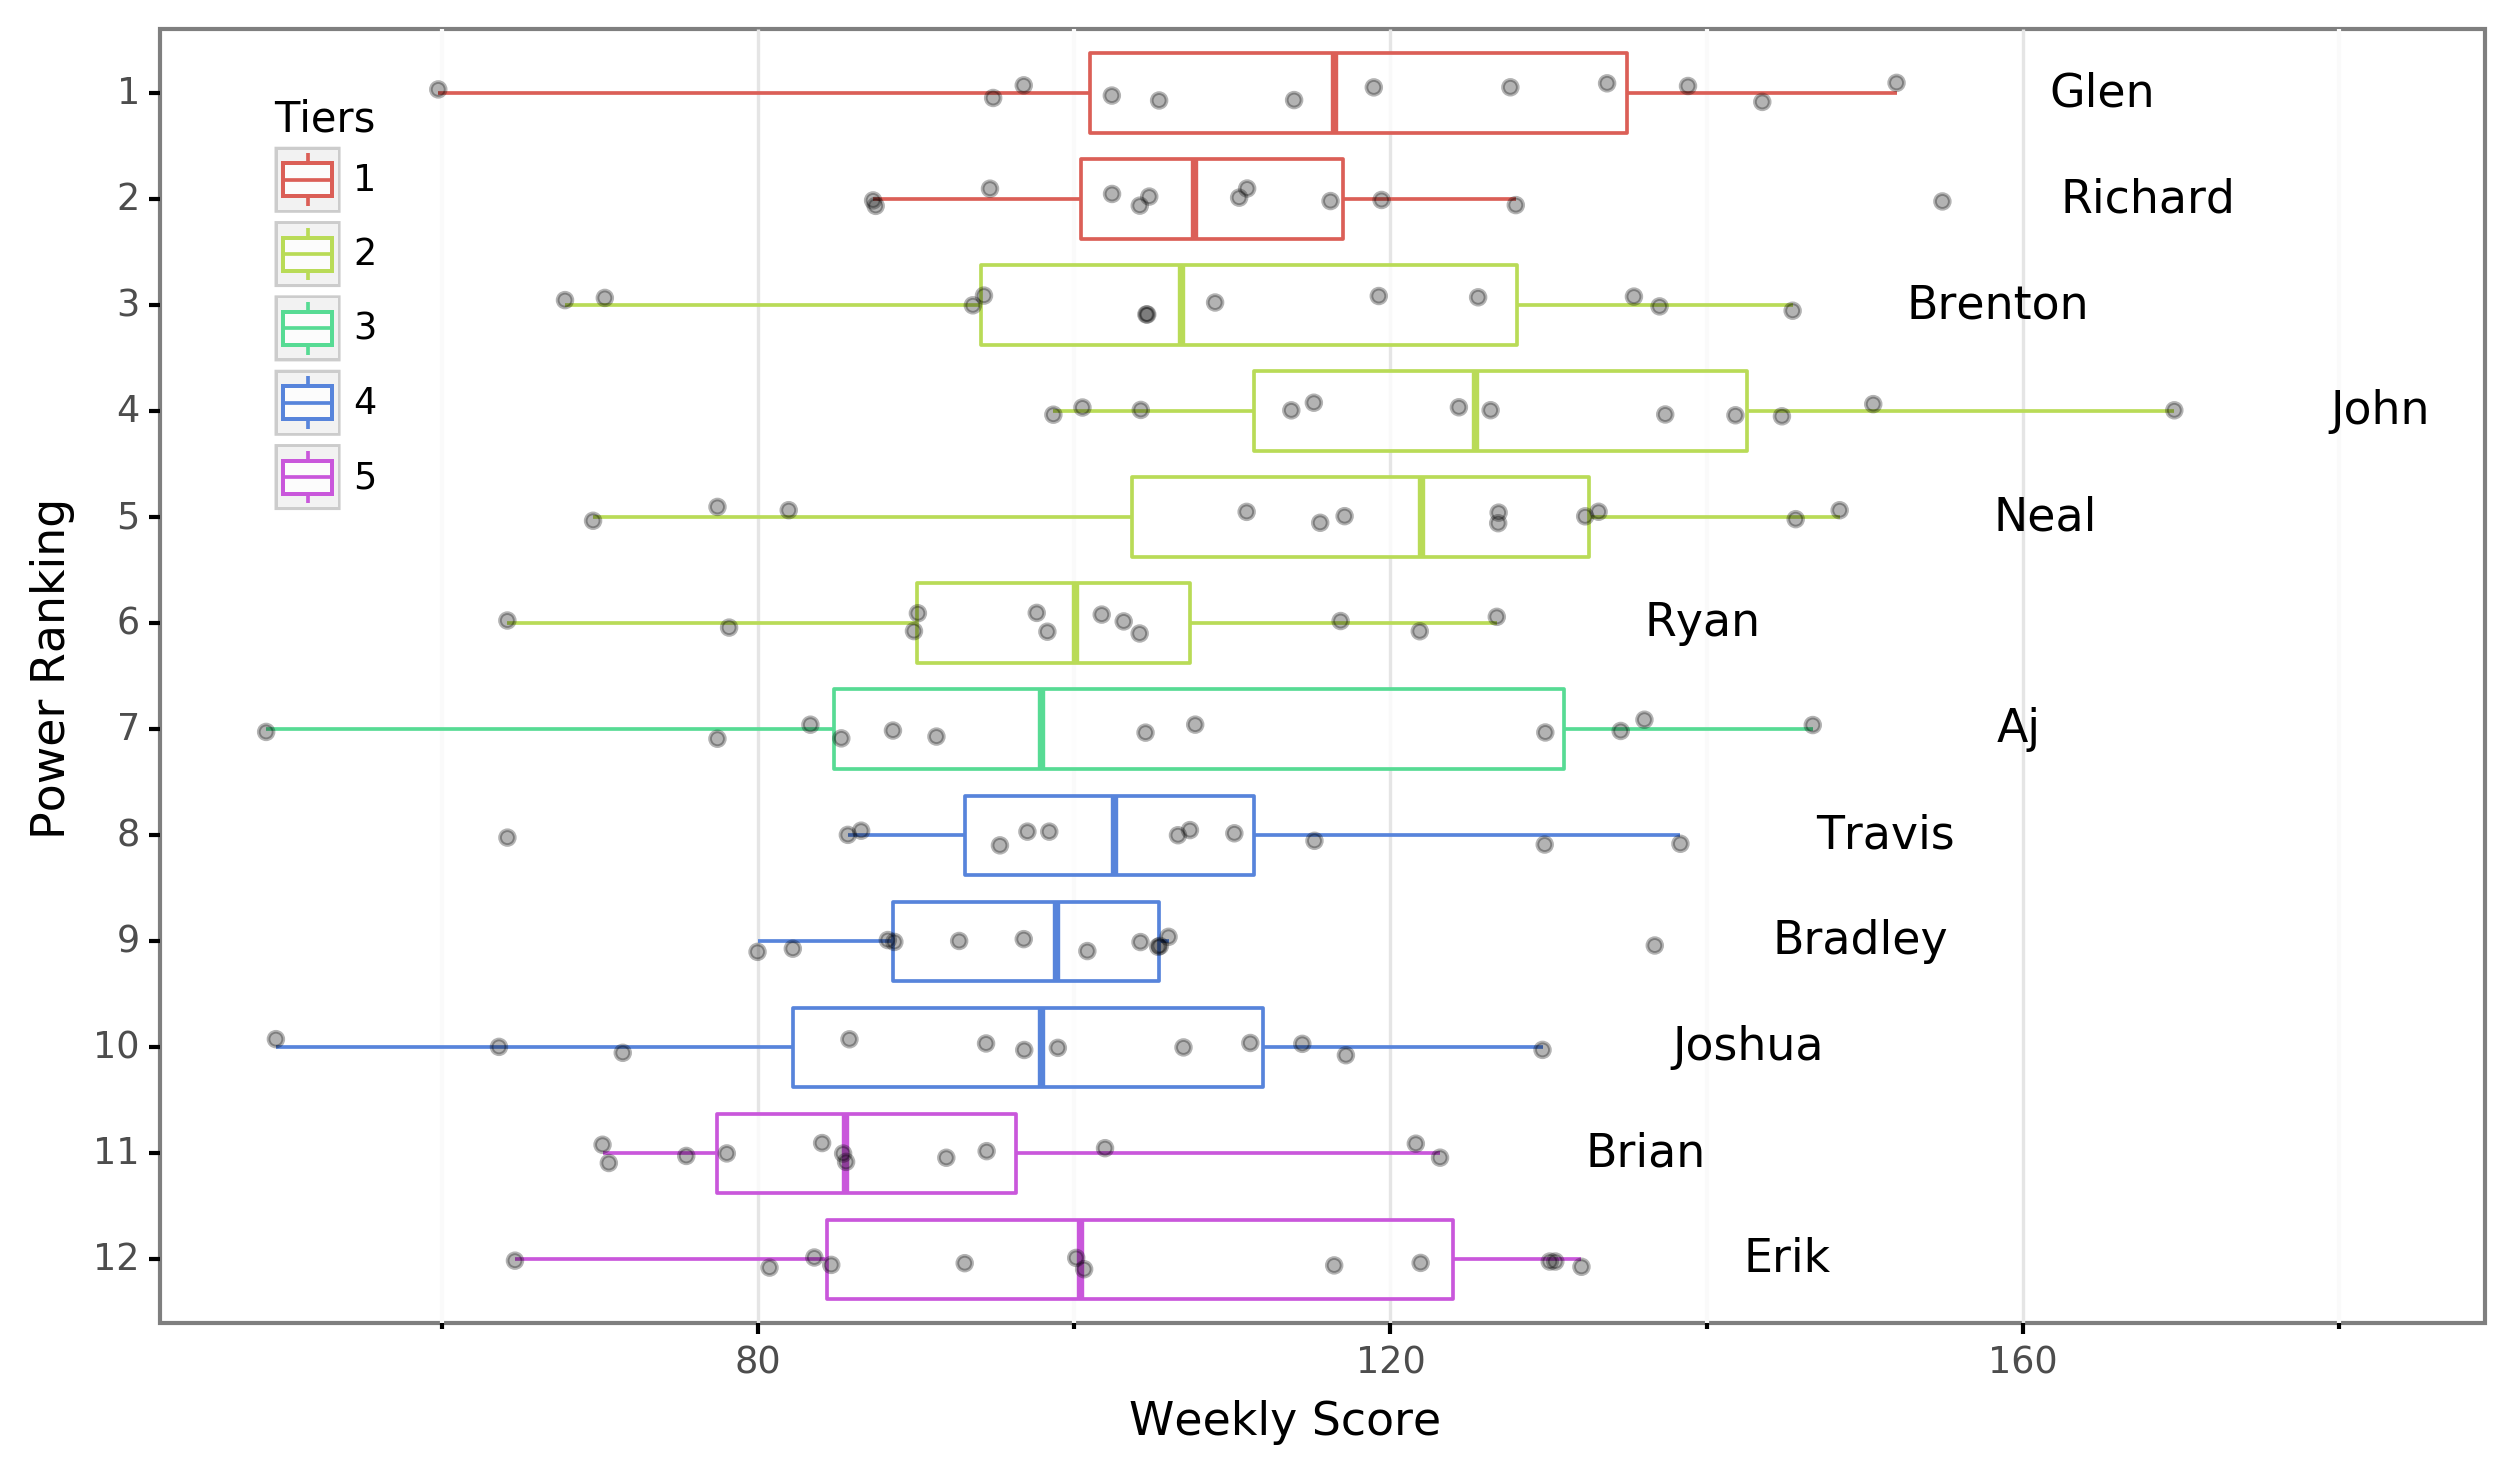 Tiers
1
2
3
4
5
Power Ranking
1
2
3
4
5
6
7
8
9
10
11
12
Glen
Richard
Brenton
John
Neal
Ryan
Aj
Travis
Bradley
Joshua
Brian
Erik
80
120
160
Weekly Score